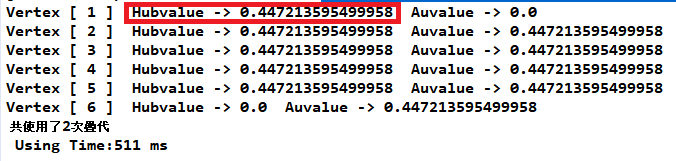 Vertex [ 1 ]  Hubvalue -> 0.447213595499958  Auvalue -> 0.0
Vertex [ 2 ]  Hubvalue -> 0.447213595499958  Auvalue -> 0.447213595499958
Vertex [ 3 ]  Hubvalue -> 0.447213595499958  Auvalue -> 0.447213595499958
Vertex [ 4 ]  Hubvalue -> 0.447213595499958  Auvalue -> 0.447213595499958
Vertex [ 5 ]  Hubvalue -> 0.447213595499958  Auvalue -> 0.447213595499958
Vertex [ 6 ]  Hubvalue -> 0.0  Auvalue -> 0.447213595499958
共使用了2次疊代
Using Time:511 ms